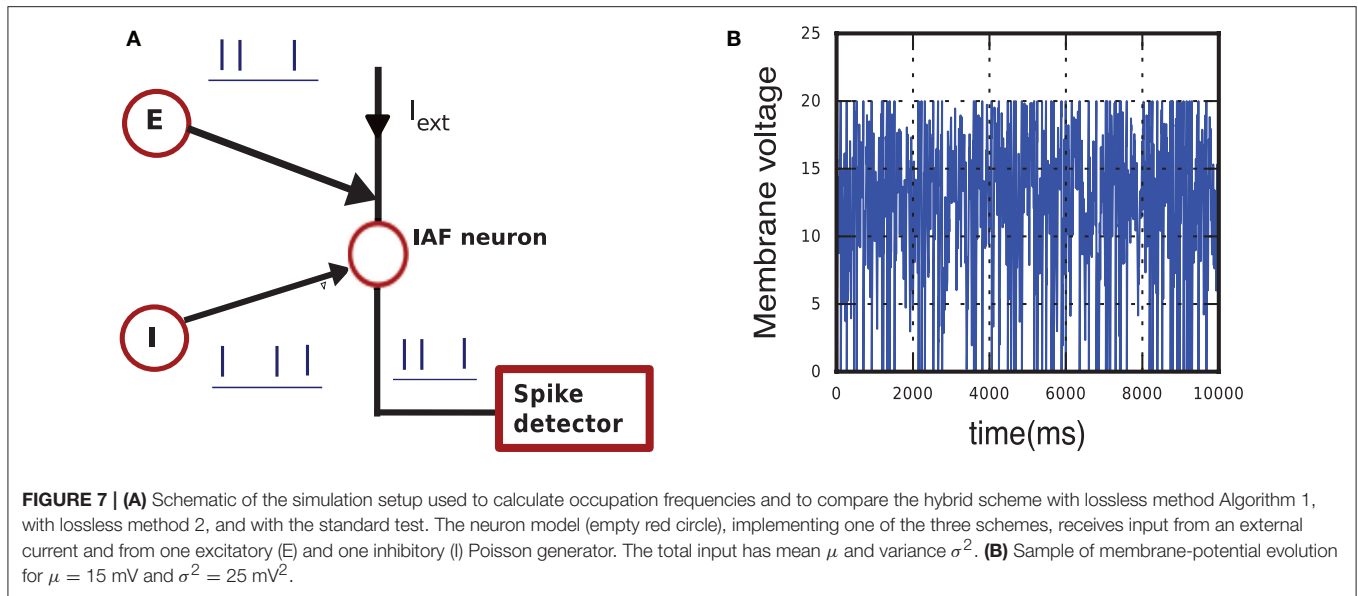 A
E
I
I_ext
IAF neuron
Spike
detector
B
Membrane voltage
25
20
15
10
5
0
0 2000 4000 6000 8000 10000
time(ms)
FIGURE 7 | (A) Schematic of the simulation setup used to calculate occupation frequencies and to compare the hybrid scheme with lossless method Algorithm 1,
with lossless method 2, and with the standard test. The neuron model (empty red circle), implementing one of the three schemes, receives input from an external
current and from one excitatory (E) and one inhibitory (I) Poisson generator. The total input has mean μ and variance σ². (B) Sample of membrane-potential evolution
for μ = 15 mV and σ² = 25 mV².